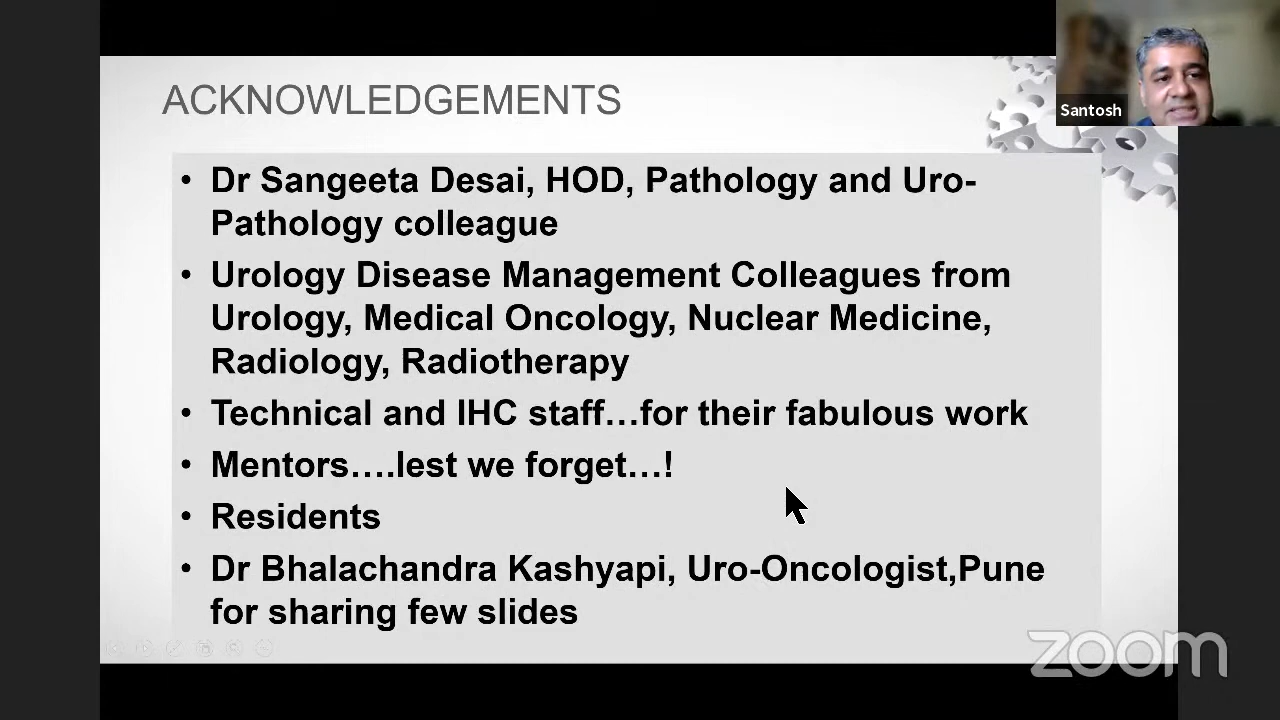 ACKNOWLEDGEMENTS
Santosh
• Dr Sangeeta Desai, HOD, Pathology and Uro-
Pathology colleague
• Urology Disease Management Colleagues from
Urology, Medical Oncology, Nuclear Medicine,
Radiology, Radiotherapy
• Technical and IHC staff…for their fabulous work
• Mentors….lest we forget…!
• Residents
• Dr Bhalachandra Kashyapi, Uro-Oncologist,Pune
for sharing few slides
zoom